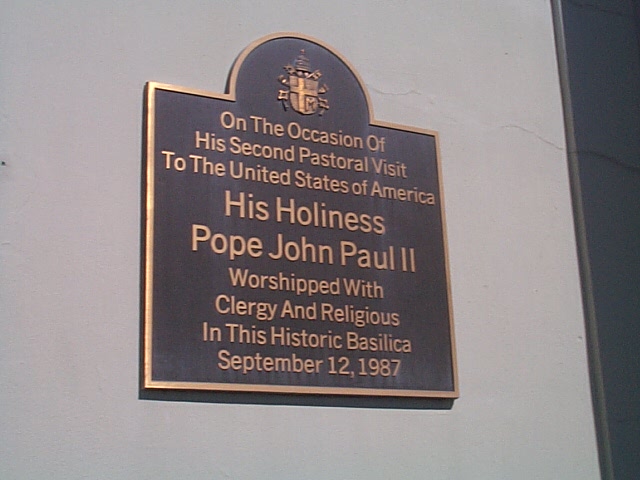 On The Occasion Of
His Second Pastoral Visit
To The United States of America
His Holiness
Pope John Paul II
Worshipped With
Clergy And Religious
In This Historic Basilica
September 12, 1987